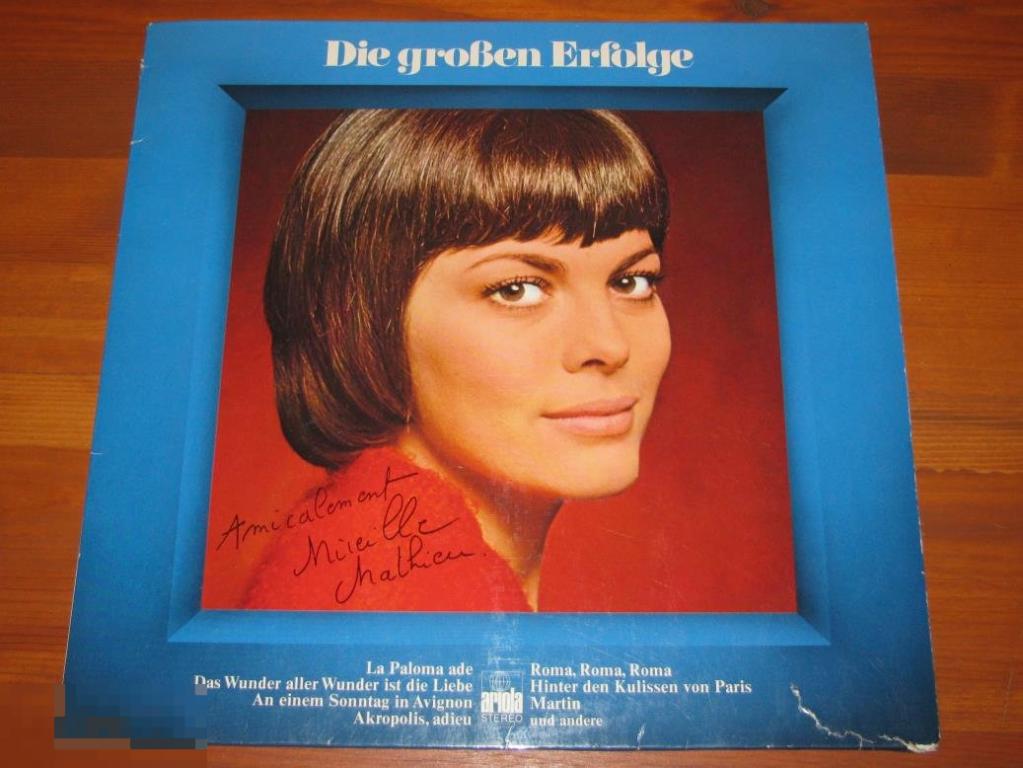 Die großen Erfolge
Amicalement
Mireille
Mathieu.
La Paloma ade
Das Wunder aller Wunder ist die Liebe
An einem Sonntag in Avignon
Akropolis, adieu
ariola
STEREO
Roma, Roma, Roma
Hinter den Kulissen von Paris
Martin
und andere